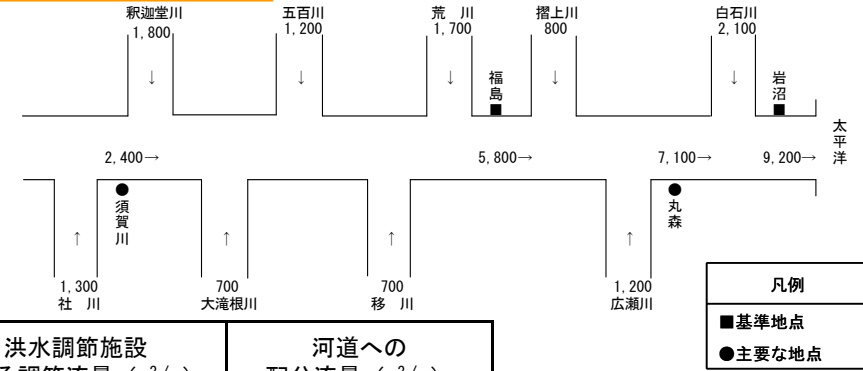 釈迦堂川
1,800
↓
五百川
1,200
↓
荒 川
1,700
↓
福島
■
摺上川
800
↓
白石川
2,100
↓
岩沼
■
太平洋
2,400→
5,800→
7,100→
9,200→
●
須賀川
●
丸森
↑
1,300
社 川
↑
700
大滝根川
↑
700
移 川
↑
1,200
広瀬川
凡例
■基準地点
●主要な地点
洪水調節施設
河道への